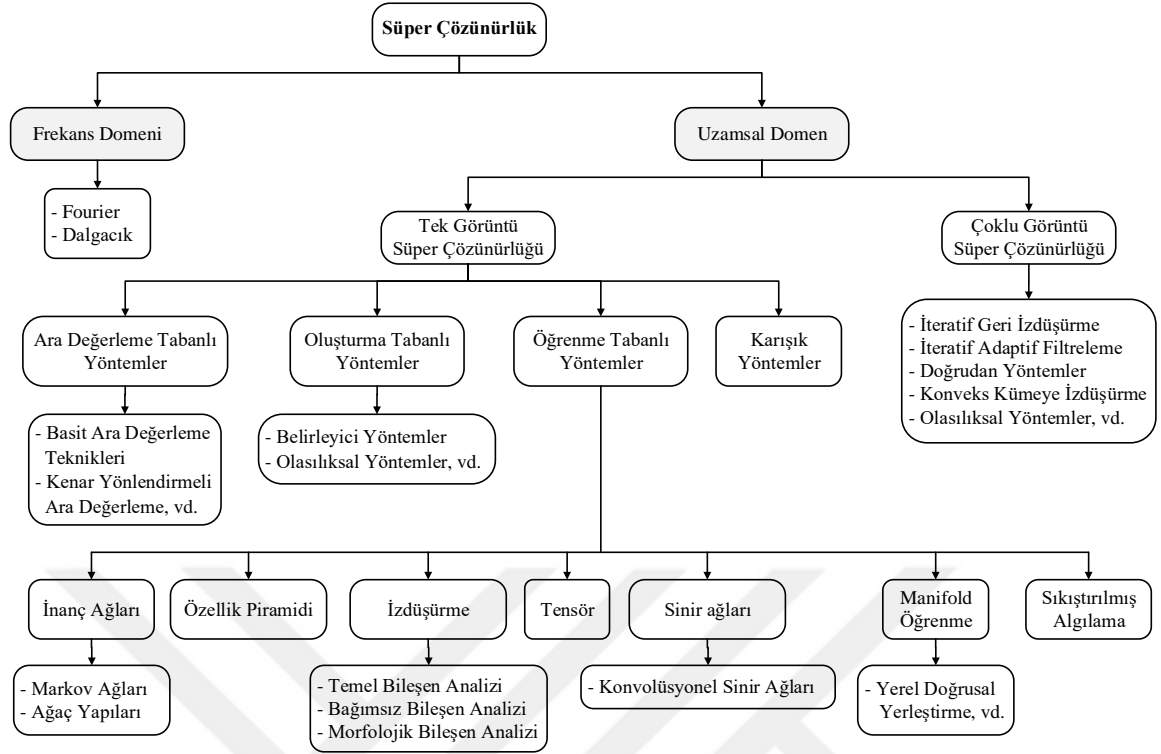 Süper Çözünürlük
Frekans Domeni
Uzamsal Domen
- Fourier
- Dalgacık
Tek Görüntü
Süper Çözünürlüğü
Çoklu Görüntü
Süper Çözünürlüğü
Ara Değerleme Tabanlı
Yöntemler
Oluşturma Tabanlı
Yöntemler
Öğrenme Tabanlı
Yöntemler
Karışık
Yöntemler
- İteratif Geri İzdüşürme
- İteratif Adaptif Filtreleme
- Doğrudan Yöntemler
- Konveks Kümeye İzdüşürme
- Olasılıksal Yöntemler, vd.
- Basit Ara Değerleme
Teknikleri
- Kenar Yönlendirmeli
Ara Değerleme, vd.
- Belirleyici Yöntemler
- Olasılıksal Yöntemler, vd.
İnanç Ağları
Özellik Piramidi
İzdüşürme
Tensör
Sinir ağları
Manifold
Öğrenme
Sıkıştırılmış
Algılama
- Markov Ağları
- Ağaç Yapıları
- Temel Bileşen Analizi
- Bağımsız Bileşen Analizi
- Morfolojik Bileşen Analizi
- Konvolüsyonel Sinir Ağları
- Yerel Doğrusal
Yerleştirme, vd.